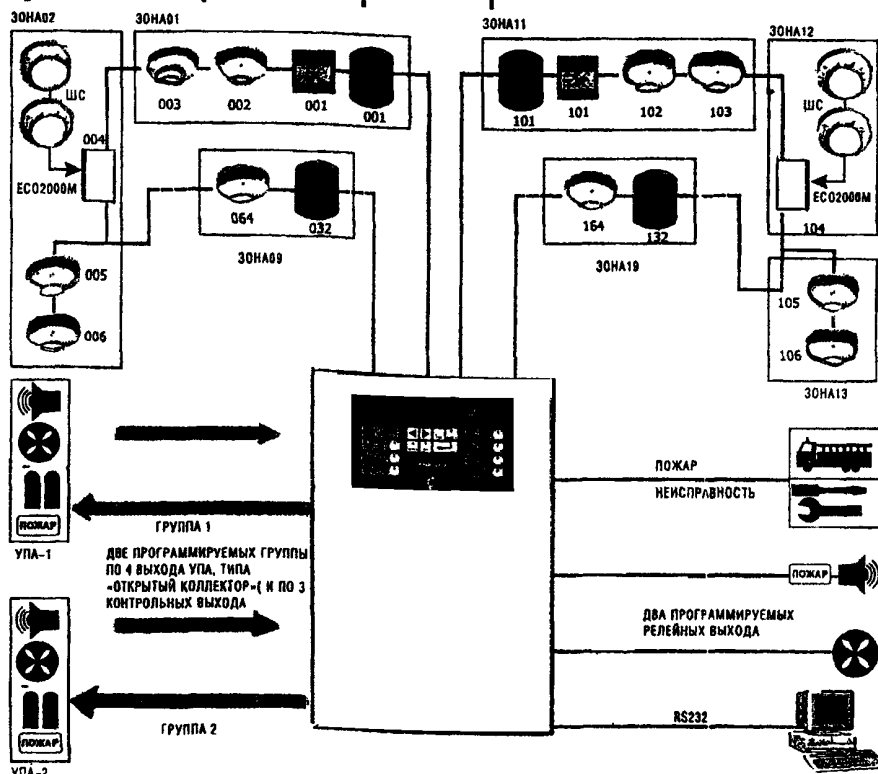 ЗОНА02
ЗОНА01
ЗОНА11
ЗОНА12
ШС
003
002
001
001
101
101
102
103
ШС
004
ECO2000M
ECO2000M
104
064
032
164
132
005
ЗОНА09
ЗОНА19
105
006
106
ЗОНА13
ПОЖАР
НЕИСПРАВНОСТЬ
ПОЖАР
ГРУППА 1
УПА-1
ДВЕ ПРОГРАММИРУЕМЫХ ГРУППЫ
ПО 4 ВЫХОДА УПА, ТИПА
«ОТКРЫТЫЙ КОЛЛЕКТОР»( И ПО 3
КОНТРОЛЬНЫХ ВЫХОДА
ПОЖАР
ДВА ПРОГРАММИРУЕМЫХ
РЕЛЕЙНЫХ ВЫХОДА
ГРУППА 2
RS232
ПОЖАР
УПА-2